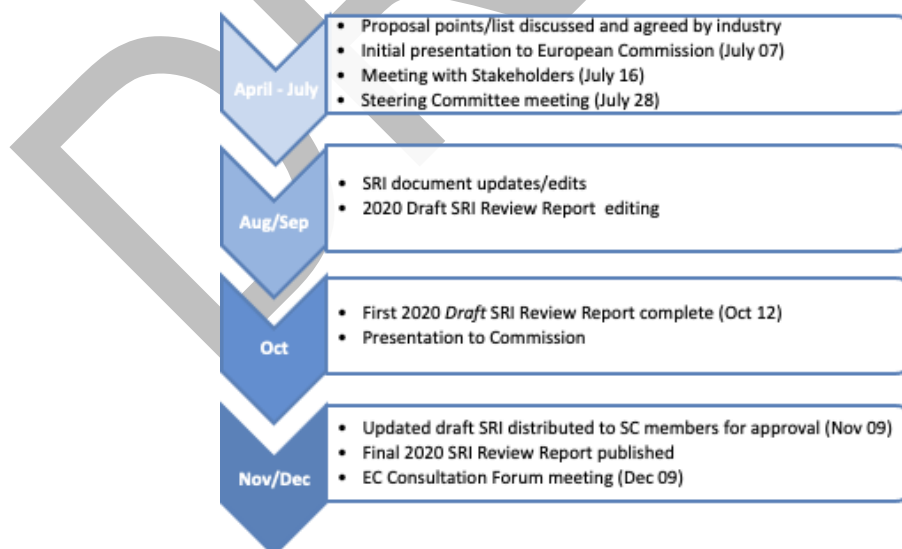 April - July
• Proposal points/list discussed and agreed by industry
• Initial presentation to European Commission (July 07)
• Meeting with Stakeholders (July 16)
• Steering Committee meeting (July 28)
Aug/Sep
• SRI document updates/edits
• 2020 Draft SRI Review Report editing
Oct
• First 2020 Draft SRI Review Report complete (Oct 12)
• Presentation to Commission
Nov/Dec
• Updated draft SRI distributed to SC members for approval (Nov 09)
• Final 2020 SRI Review Report published
• EC Consultation Forum meeting (Dec 09)